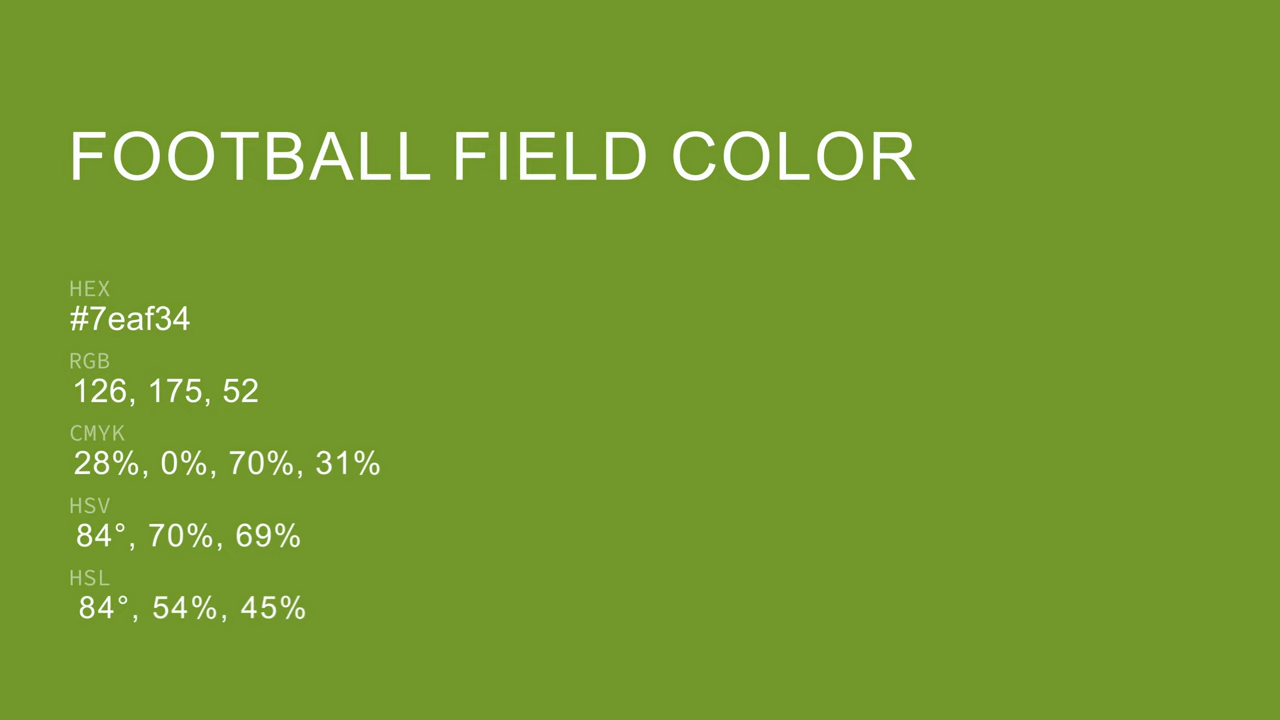 FOOTBALL FIELD COLOR
HEX
#7eaf34
RGB
126, 175, 52
CMYK
28%, 0%, 70%, 31%
HSV
84°, 70%, 69%
HSL
84°, 54%, 45%